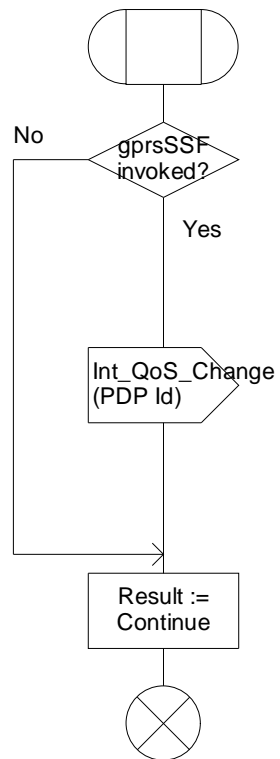 No
gprsSSF
invoked?
Yes
Int_QoS_Change
(PDP Id)
Result :=
Continue